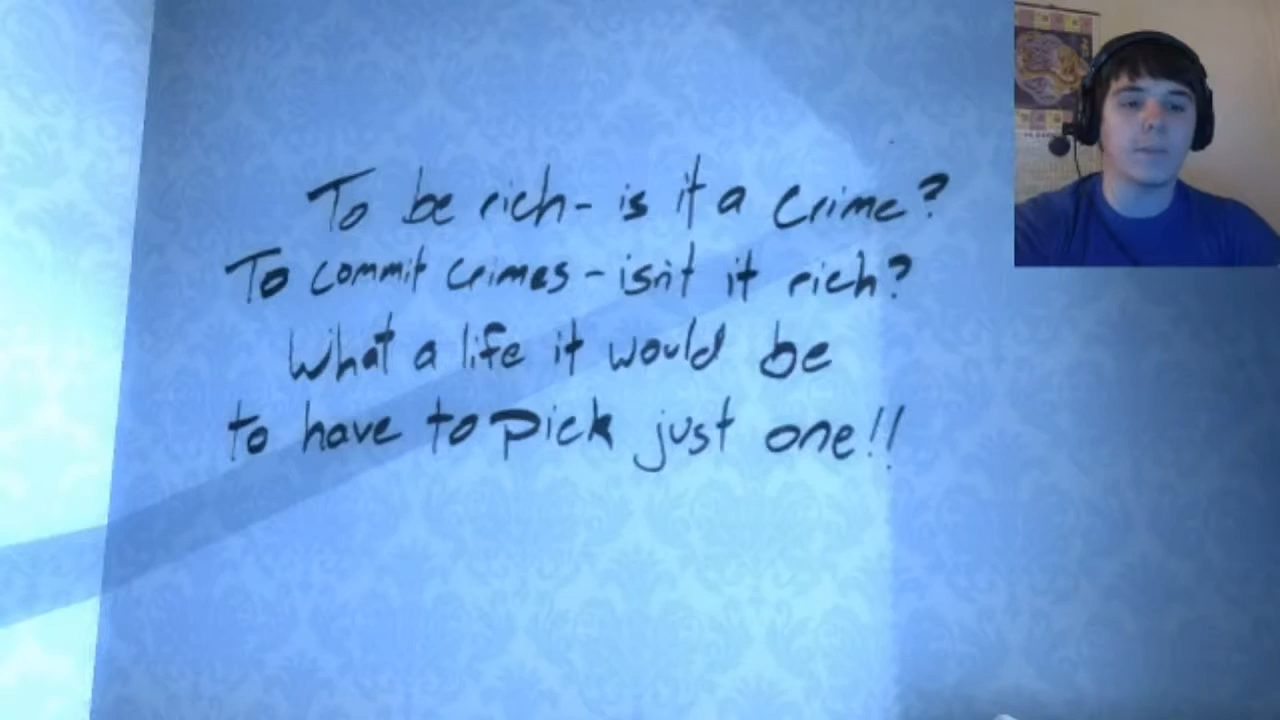 To be rich- is it a crime?
To commit crimes - isn't it rich?
What a life it would be
to have to pick just one!!